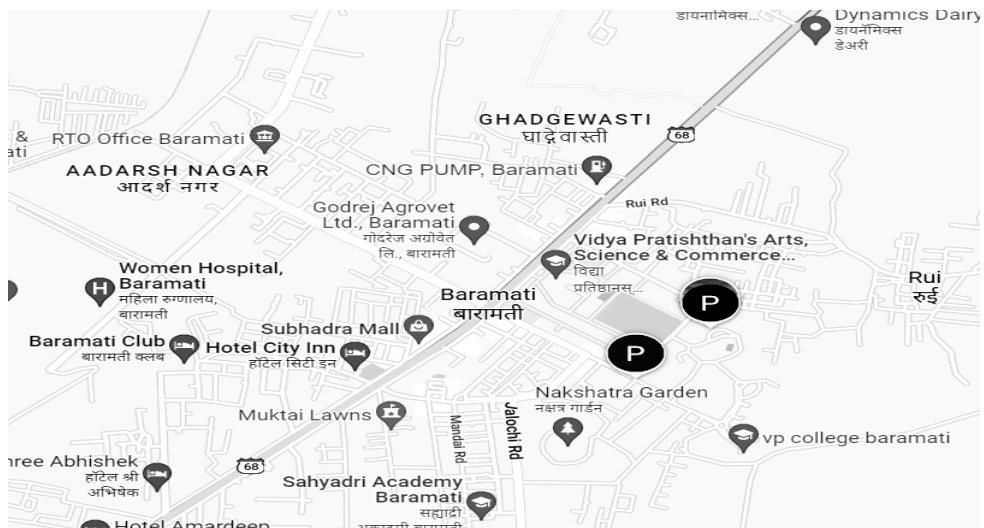 डायनामिक्स...
Dynamics Dairy
डायनॅमिक्स
डेअरी
68
GHADGEWASTI
घाद्गेवास्ती
&
ati
RTO Office Baramati
AADARSH NAGAR
आदर्श नगर
CNG PUMP, Baramati
Rui Rd
Godrej Agrovet
Ltd., Baramati
गोदरेज अग्रोवेत
लि., बारामती
Vidya Pratishthan's Arts,
Science & Commerce...
विद्या
प्रतिष्ठानस्...
Rui
रुई
Women Hospital,
Baramati
महिला रुग्णालय,
बारामती
H
Baramati
बारामती
P
P
Subhadra Mall
Baramati Club
बारामती क्लब
Hotel City Inn
हॉटेल सिटी इन
Nakshatra Garden
नक्षत्र गार्डन
Muktai Lawns
Mandai Rd
Jalochi Rd
vp college baramati
hree Abhishek
हॉटेल श्री
अभिषेक
68
Sahyadri Academy
Baramati
सह्याद्री
Hotel Amardeep